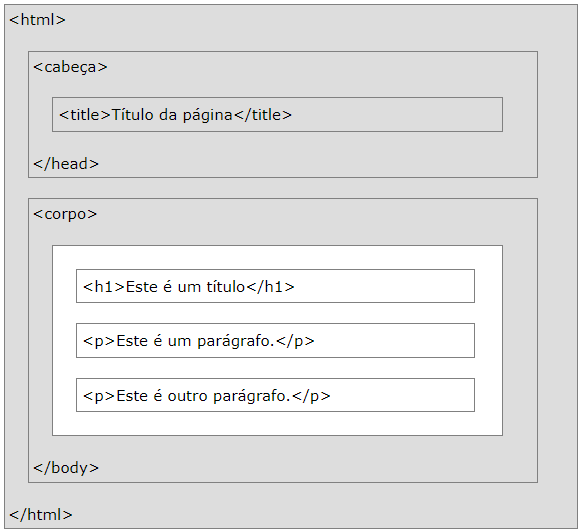 <html>
<cabeça>
<title>Título da página</title>
</head>
<corpo>
<h1>Este é um título</h1>
<p>Este é um parágrafo.</p>
<p>Este é outro parágrafo.</p>
</body>
</html>